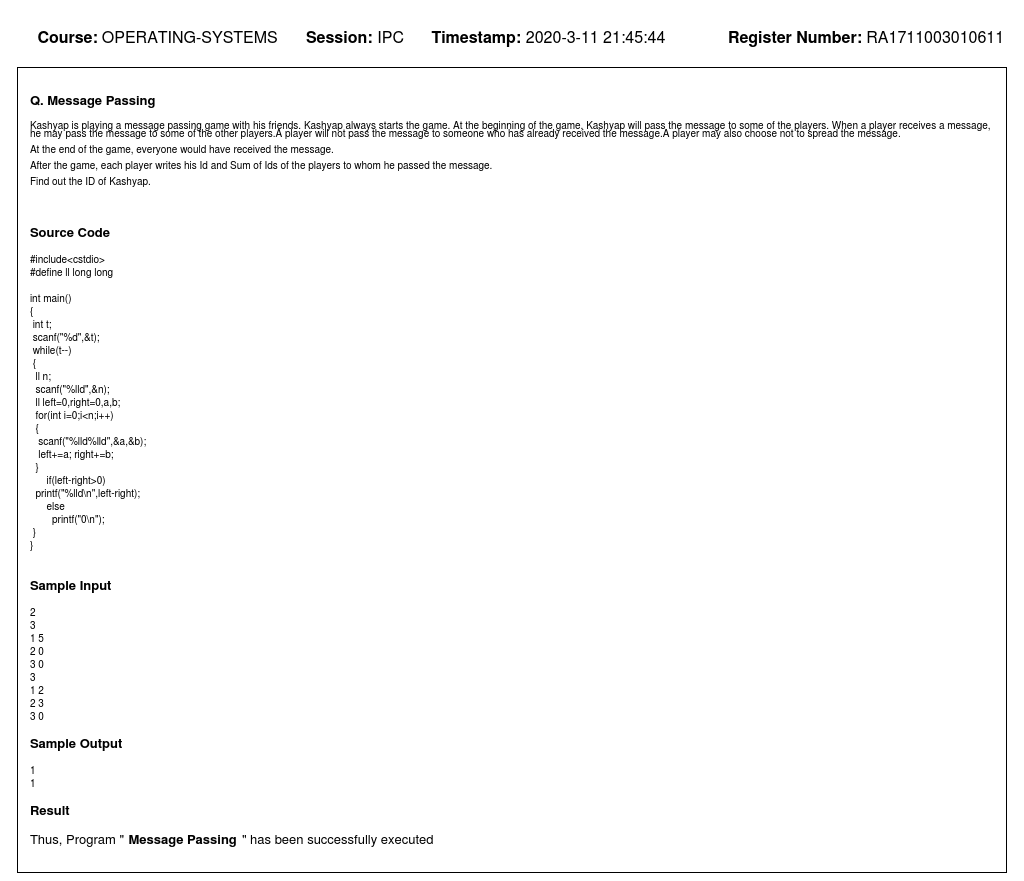 Course: OPERATING-SYSTEMS Session: IPC Timestamp: 2020-3-11 21:45:44 Register Number: RA1711003010611
Q. Message Passing
Kashyap is playing a message passing game with his friends. Kashyap always starts the game. At the beginning of the game, Kashyap will pass the message to some of the players. When a player receives a message,
he may pass the message to some of the other players.A player will not pass the message to someone who has already received the message.A player may also choose not to spread the message.
At the end of the game, everyone would have received the message.
After the game, each player writes his Id and Sum of Ids of the players to whom he passed the message.
Find out the ID of Kashyap.
Source Code
#include<cstdio>
#define ll long long
int main()
{
int t;
scanf("%d",&t);
while(t--)
{
ll n;
scanf("%lld",&n);
ll left=0,right=0,a,b;
for(int i=0;i<n;i++)
{
scanf("%lld%lld",&a,&b);
left+=a; right+=b;
}
if(left-right>0)
printf("%lld\n",left-right);
else
printf("0\n");
}
}
Sample Input
2
3
1 5
2 0
3 0
3
1 2
2 3
3 0
Sample Output
1
1
Result
Thus, Program " Message Passing " has been successfully executed